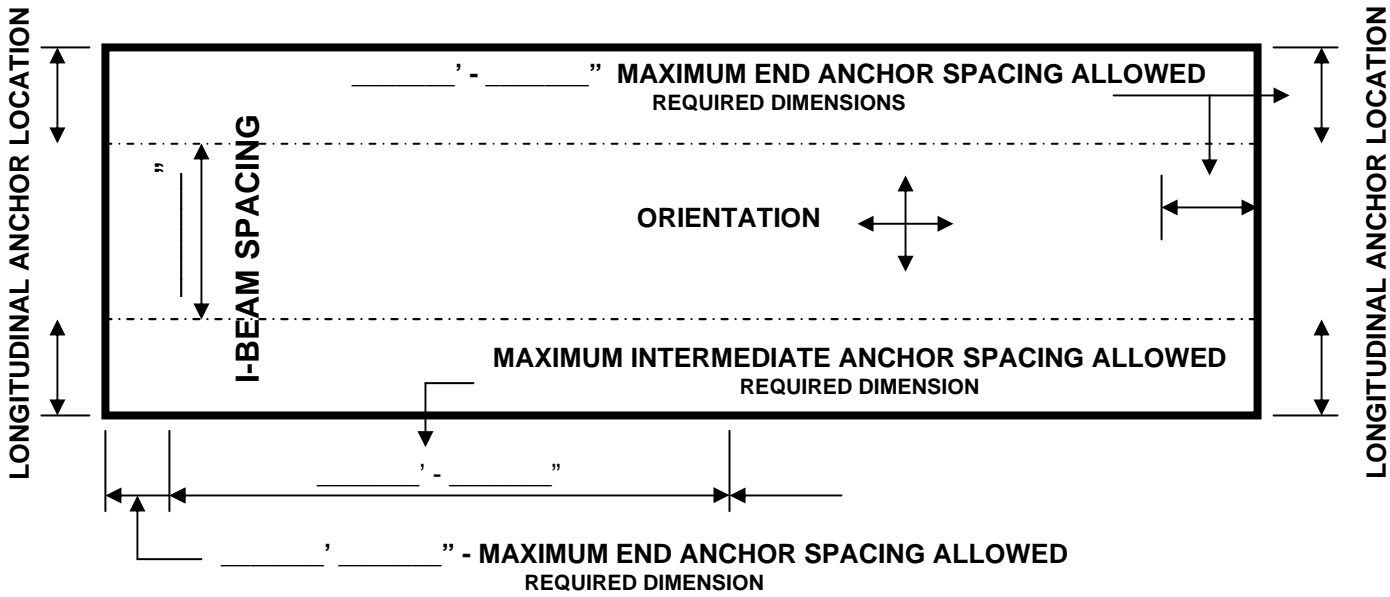 LONGITUDINAL ANCHOR LOCATION
_______' - _______" MAXIMUM END ANCHOR SPACING ALLOWED
REQUIRED DIMENSIONS
LONGITUDINAL ANCHOR LOCATION
________”
I-BEAM SPACING
ORIENTATION
MAXIMUM INTERMEDIATE ANCHOR SPACING ALLOWED
REQUIRED DIMENSION
_______' - _______”
_______' _______” - MAXIMUM END ANCHOR SPACING ALLOWED
REQUIRED DIMENSION